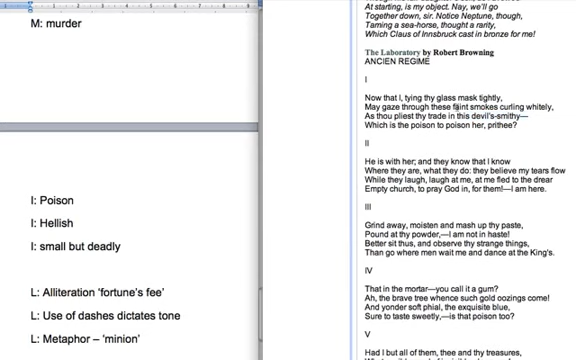 M: murder
I: Poison
I: Hellish
I: small but deadly
L: Alliteration 'fortune's fee'
L: Use of dashes dictates tone
L: Metaphor – 'minion'
At starting, is my object. Nay, we'll go
Together down, sir. Notice Neptune, though,
Taming a sea-horse, thought a rarity,
Which Claus of Innsbruck cast in bronze for me!
The Laboratory by Robert Browning
ANCIEN REGIME
I
Now that I, tying thy glass mask tightly,
May gaze through these faint smokes curling whitely,
As thou pliest thy trade in this devil's-smithy—
Which is the poison to poison her, prithee?
II
He is with her; and they know that I know
Where they are, what they do: they believe my tears flow
While they laugh, laugh at me, at me fled to the drear
Empty church, to pray God in, for them!—I am here.
III
Grind away, moisten and mash up thy paste,
Pound at thy powder,—I am not in haste!
Better sit thus, and observe thy strange things,
Than go where men wait me and dance at the King's.
IV
That in the mortar—you call it a gum?
Ah, the brave tree whence such gold oozings come!
And yonder soft phial, the exquisite blue,
Sure to taste sweetly,—is that poison too?
V
Had I but all of them, thee and thy treasures,